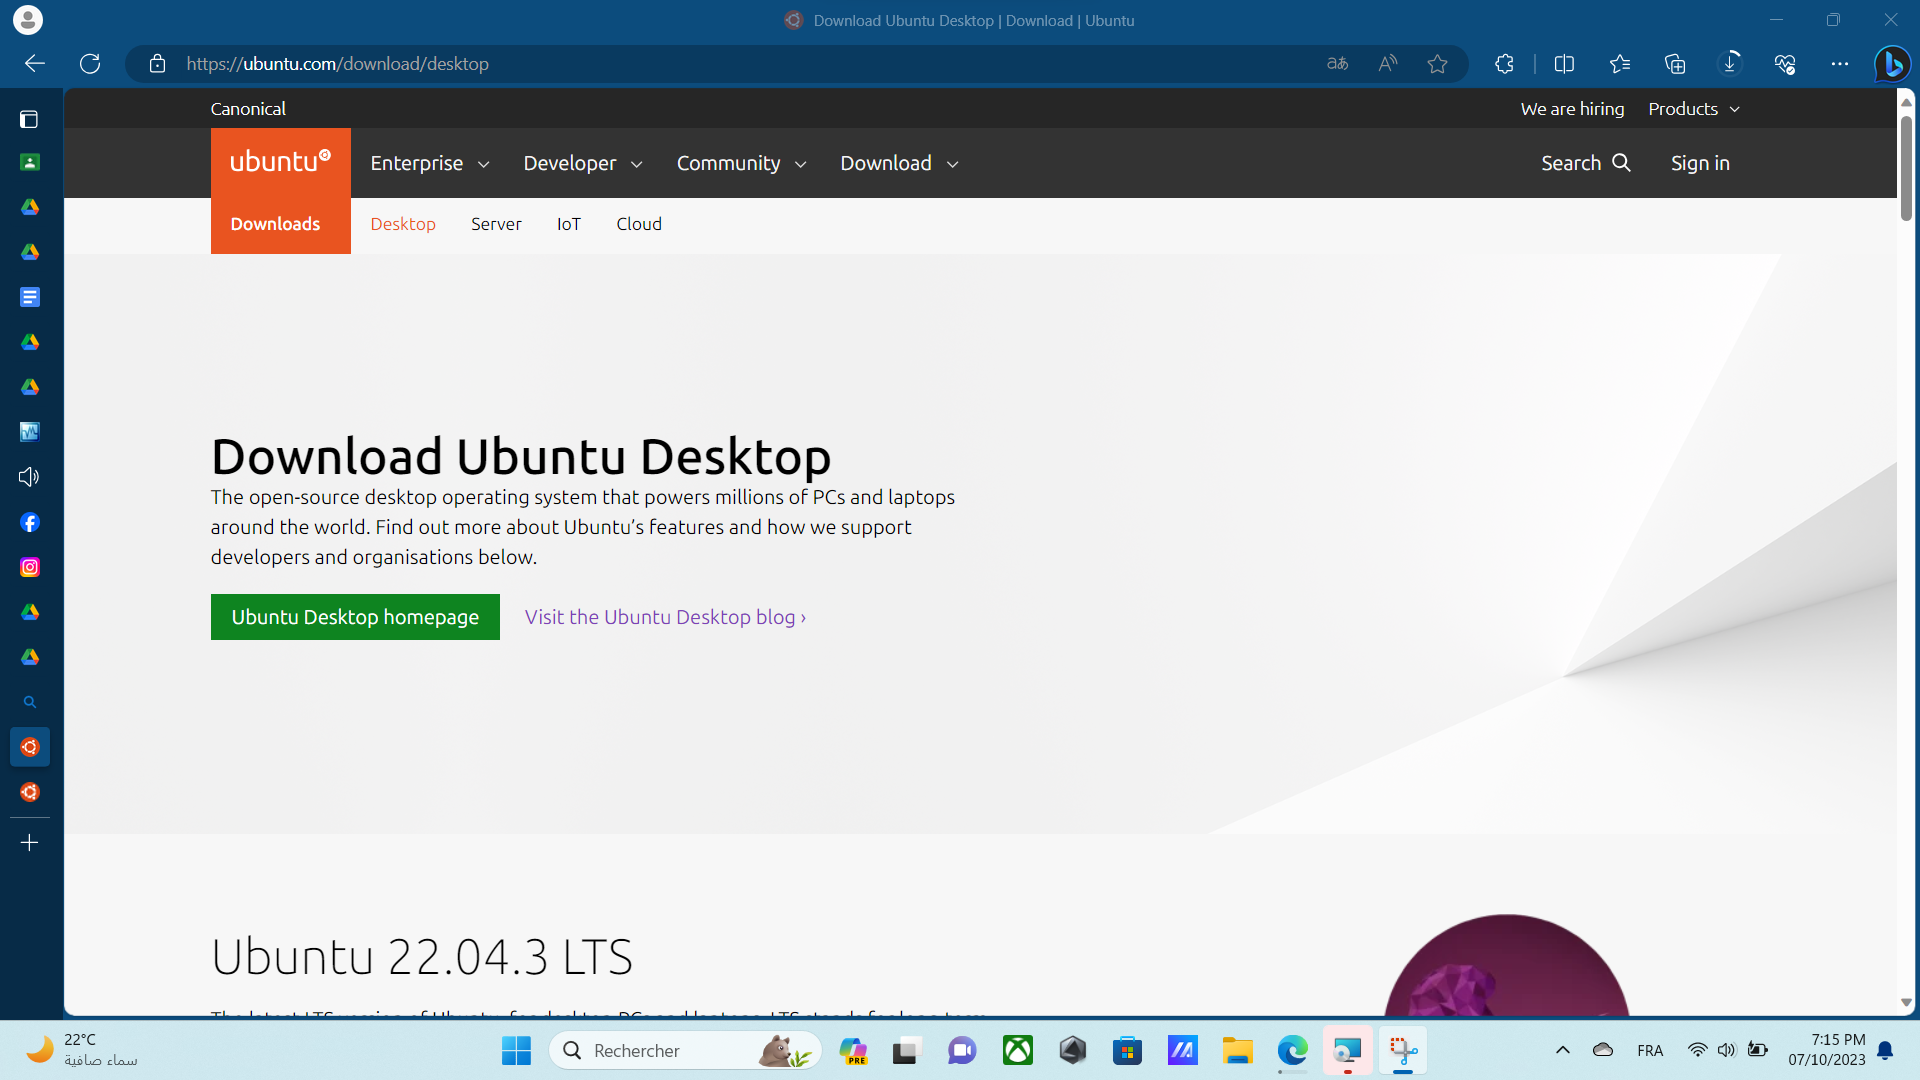 Download Ubuntu Desktop | Download | Ubuntu
https://ubuntu.com/download/desktop
Canonical
We are hiring
Products
ubuntu
Enterprise
Developer
Community
Download
Search
Sign in
Downloads
Desktop
Server
IoT
Cloud
Download Ubuntu Desktop
The open-source desktop operating system that powers millions of PCs and laptops
around the world. Find out more about Ubuntu's features and how we support
developers and organisations below.
Ubuntu Desktop homepage
Visit the Ubuntu Desktop blog ›
Ubuntu 22.04.3 LTS
22°C
سماء صافية
Rechercher
PRE
FRA
7:15 PM
07/10/2023